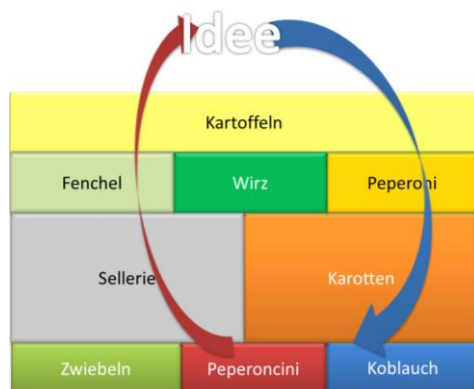 Idee
Kartoffeln
Fenchel Wirz Peperoni
Sellerie Karotten
Zwiebeln Peperoncini Koblauch